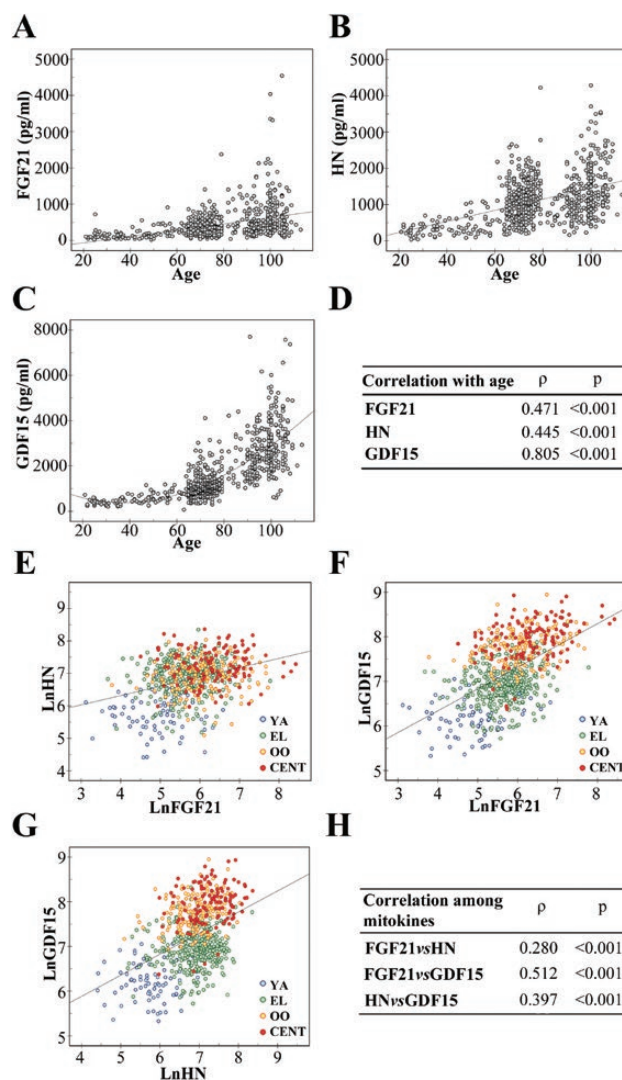 A
FGF21 (pg/ml)
5000
4000
3000
2000
1000
0
20 40 60 80 100
Age
B
HN (pg/ml)
5000
4000
3000
2000
1000
0
20 40 60 80 100
Age
C
GDF15 (pg/ml)
8000
6000
4000
2000
0
20 40 60 80 100
Age
D
Correlation with age ρ p
FGF21 0.471 <0.001
HN 0.445 <0.001
GDF15 0.805 <0.001
E
LnHN
9
8
7
6
5
4
3 4 5 6 7 8
LnFGF21
YA
EL
OO
CENT
F
LnGDF15
9
8
7
6
5
3 4 5 6 7 8
LnFGF21
YA
EL
OO
CENT
G
LnGDF15
9
8
7
6
5
4 5 6 7 8 9
LnHN
YA
EL
OO
CENT
H
Correlation among
mitokines ρ p
FGF21vsHN 0.280 <0.001
FGF21vsGDF15 0.512 <0.001
HNvsGDF15 0.397 <0.001